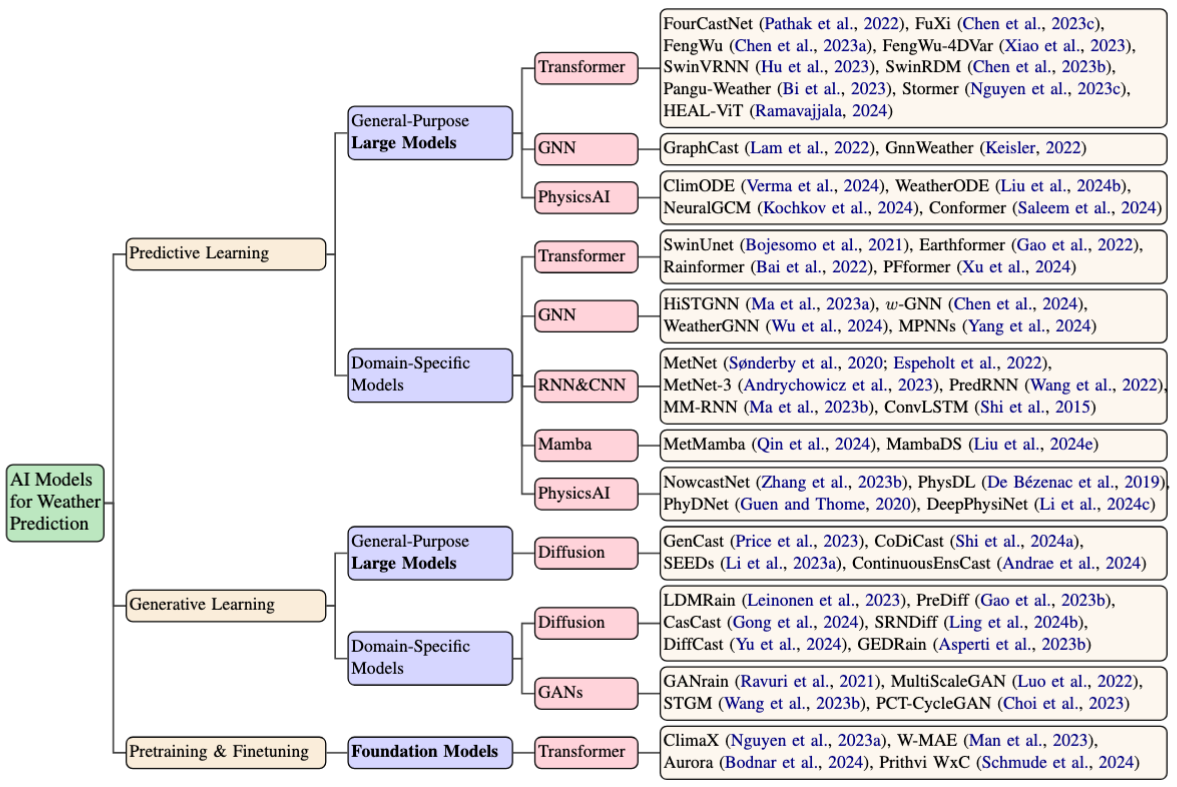 AI Models
for Weather
Prediction
Predictive Learning
General-Purpose
Large Models
Transformer
FourCastNet (Pathak et al., 2022), FuXi (Chen et al., 2023c),
FengWu (Chen et al., 2023a), FengWu-4DVar (Xiao et al., 2023),
SwinVRNN (Hu et al., 2023), SwinRDM (Chen et al., 2023b),
Pangu-Weather (Bi et al., 2023), Stormer (Nguyen et al., 2023c),
HEAL-ViT (Ramavajjala, 2024)
GNN
GraphCast (Lam et al., 2022), GnnWeather (Keisler, 2022)
PhysicsAI
ClimODE (Verma et al., 2024), WeatherODE (Liu et al., 2024b),
NeuralGCM (Kochkov et al., 2024), Conformer (Saleem et al., 2024)
Domain-Specific
Models
Transformer
SwinUnet (Bojesomo et al., 2021), Earthformer (Gao et al., 2022),
Rainformer (Bai et al., 2022), PFformer (Xu et al., 2024)
GNN
HiSTGNN (Ma et al., 2023a), w-GNN (Chen et al., 2024),
WeatherGNN (Wu et al., 2024), MPNNs (Yang et al., 2024)
RNN&CNN
MetNet (Sønderby et al., 2020; Espeholt et al., 2022),
MetNet-3 (Andrychowicz et al., 2023), PredRNN (Wang et al., 2022),
MM-RNN (Ma et al., 2023b), ConvLSTM (Shi et al., 2015)
Mamba
MetMamba (Qin et al., 2024), MambaDS (Liu et al., 2024e)
PhysicsAI
NowcastNet (Zhang et al., 2023b), PhysDL (De Bézenac et al., 2019),
PhyDNet (Guen and Thome, 2020), DeepPhysiNet (Li et al., 2024c)
Generative Learning
General-Purpose
Large Models
Diffusion
GenCast (Price et al., 2023), CoDiCast (Shi et al., 2024a),
SEEDs (Li et al., 2023a), ContinuousEnsCast (Andrae et al., 2024)
Domain-Specific
Models
Diffusion
LDMRain (Leinonen et al., 2023), PreDiff (Gao et al., 2023b),
CasCast (Gong et al., 2024), SRNDiff (Ling et al., 2024b),
DiffCast (Yu et al., 2024), GEDRain (Asperti et al., 2023b)
GANs
GANrain (Ravuri et al., 2021), MultiScaleGAN (Luo et al., 2022),
STGM (Wang et al., 2023b), PCT-CycleGAN (Choi et al., 2023)
Pretraining & Finetuning
Foundation Models
Transformer
ClimaX (Nguyen et al., 2023a), W-MAE (Man et al., 2023),
Aurora (Bodnar et al., 2024), Prithvi WxC (Schmude et al., 2024)